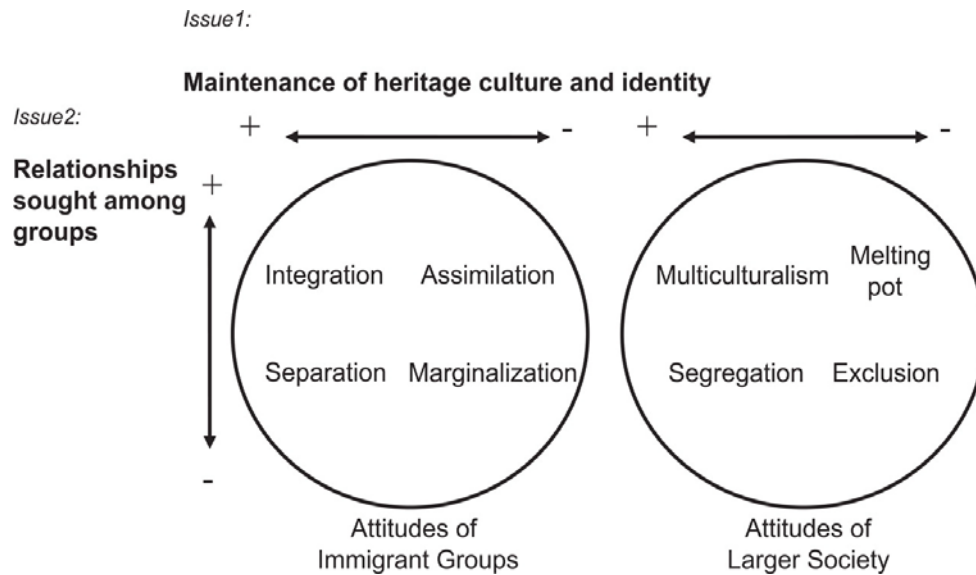 Issue1:
Maintenance of heritage culture and identity
Issue2:
+ - + -
Relationships
sought among
groups
+
Integration Assimilation
Multiculturalism
Melting
pot
Separation Marginalization
Segregation Exclusion
-
Attitudes of
Immigrant Groups
Attitudes of
Larger Society